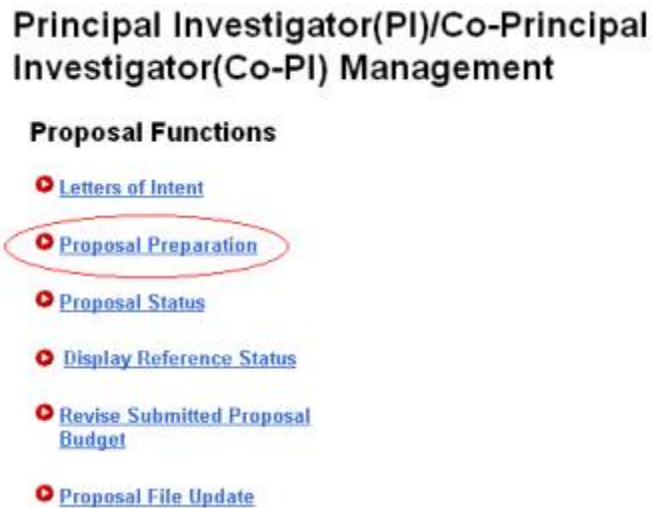 Principal Investigator(PI)/Co-Principal
Investigator(Co-PI) Management
Proposal Functions
Letters of Intent
Proposal Preparation
Proposal Status
Display Reference Status
Revise Submitted Proposal
Budget
Proposal File Update